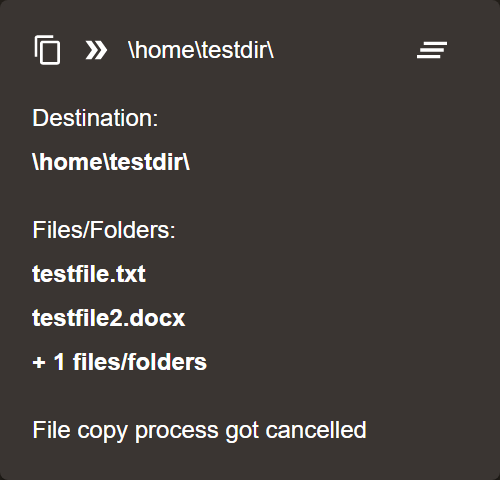 \home\testdir\
Destination:
\home\testdir\
Files/Folders:
testfile.txt
testfile2.docx
+ 1 files/folders
File copy process got cancelled